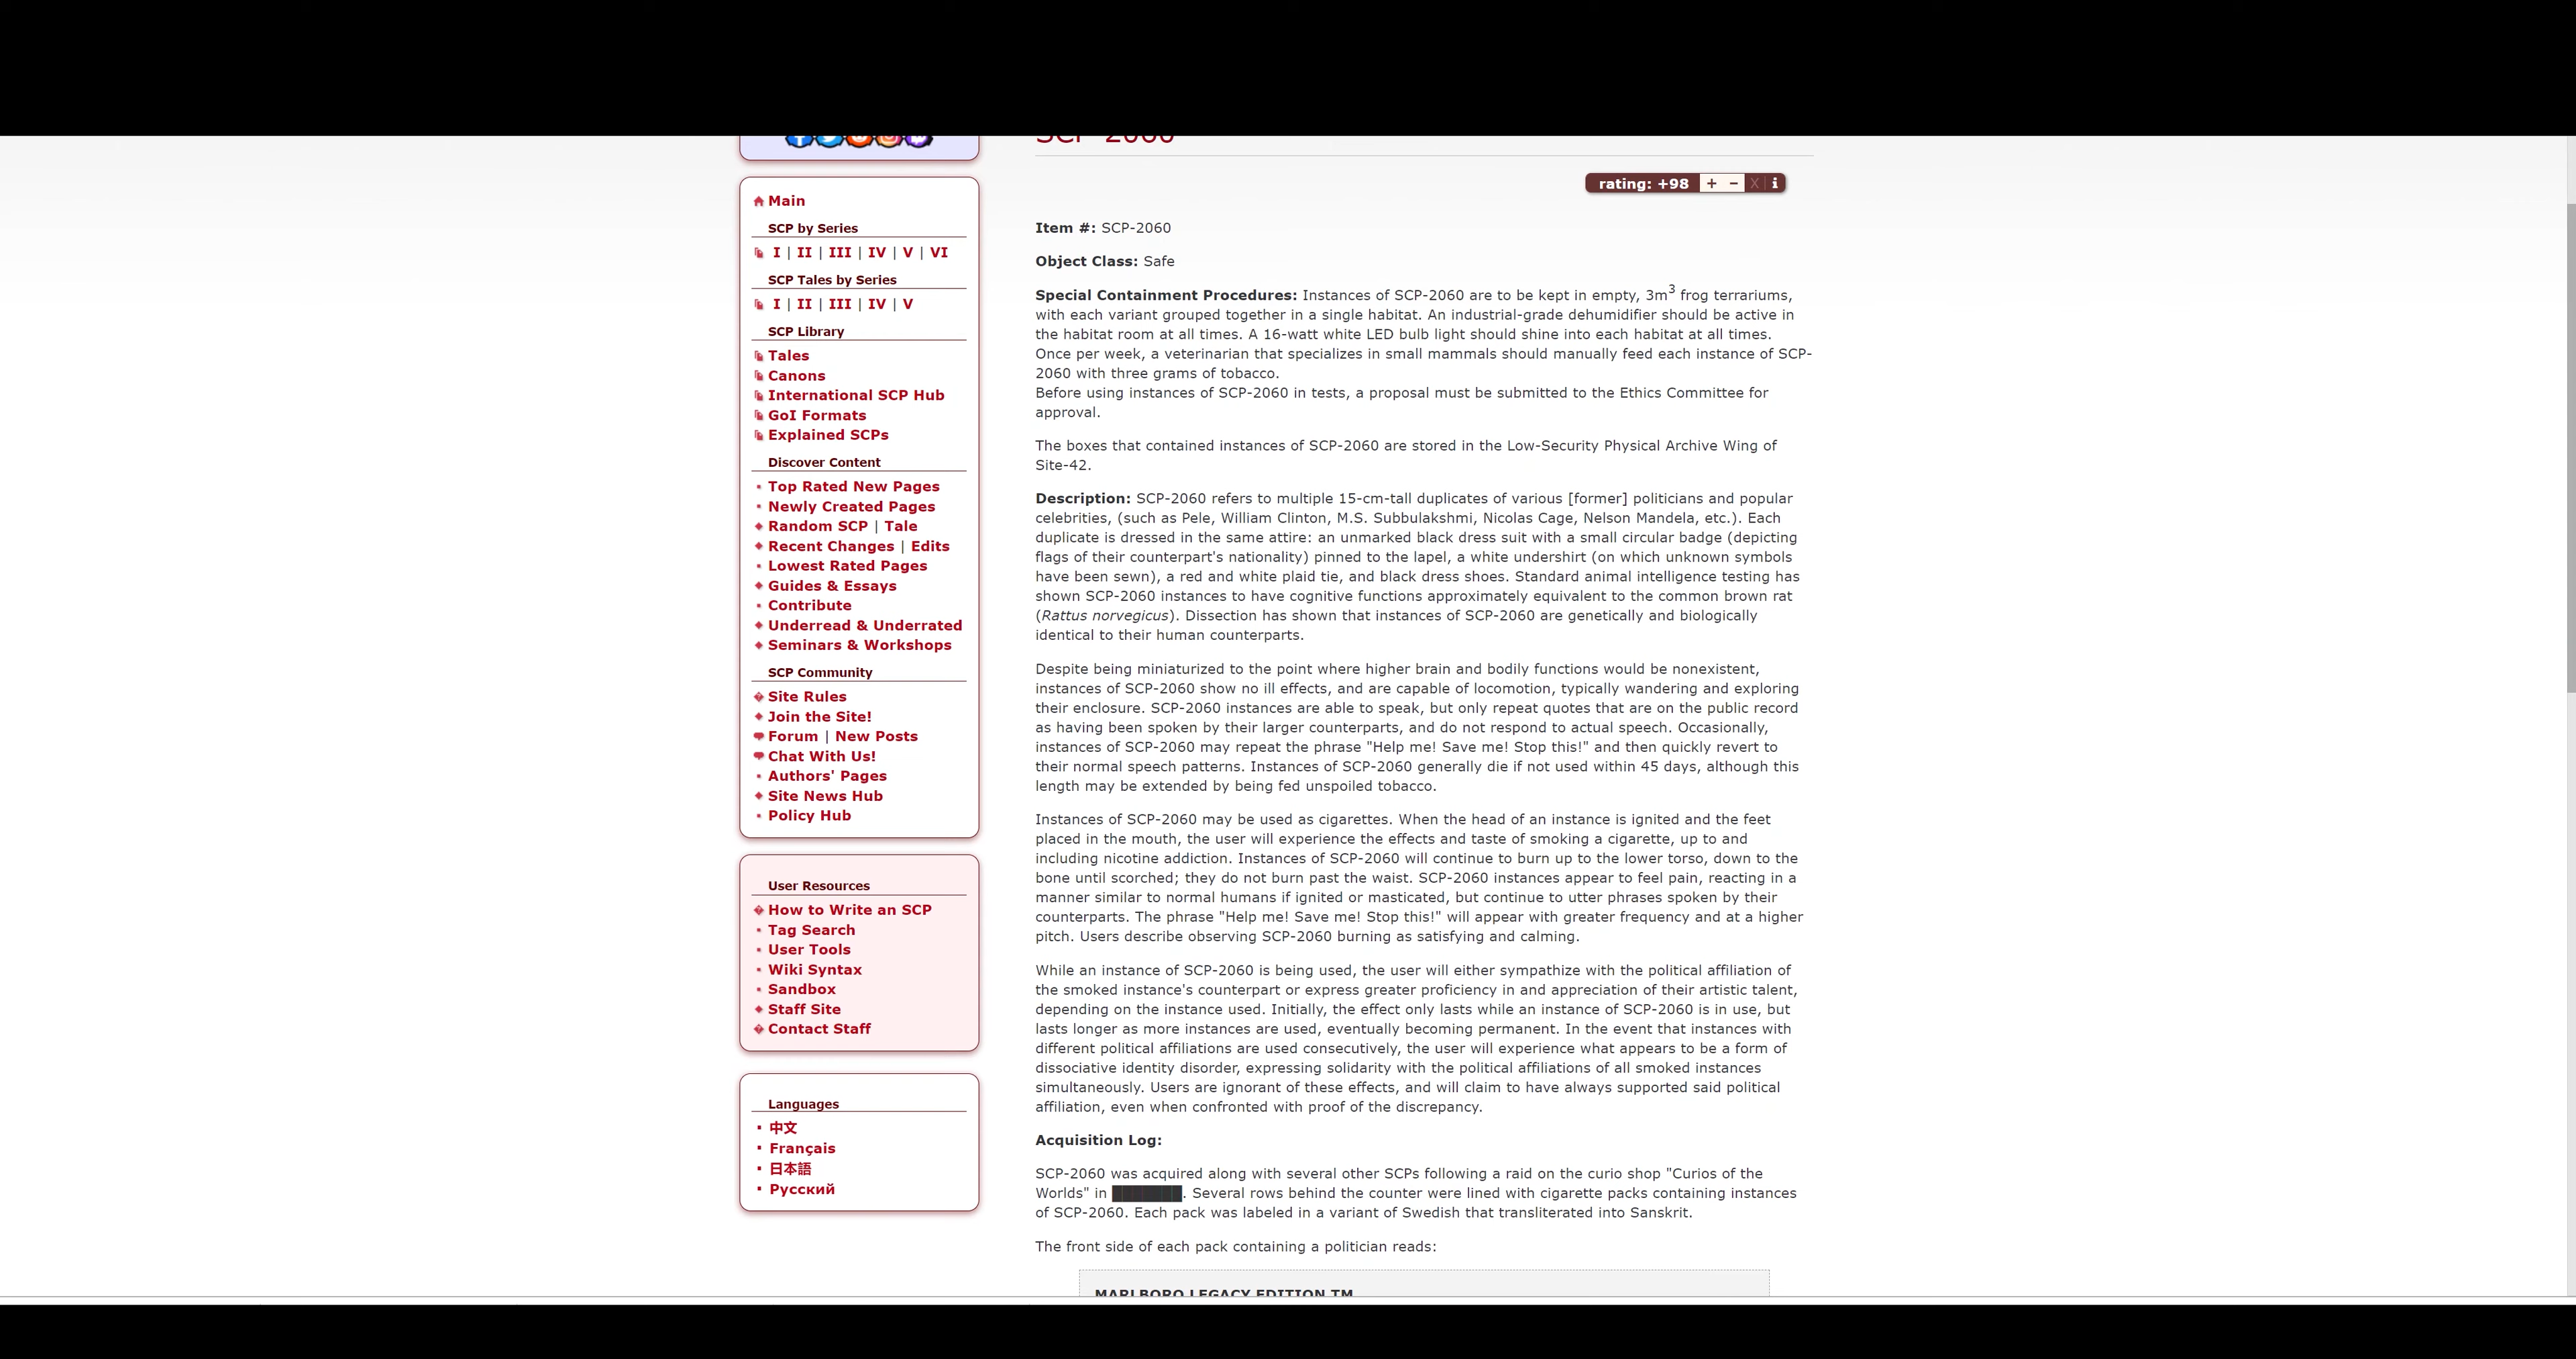 SCP-2060
rating: +98 + − X i
Main
SCP by Series
I | II | III | IV | V | VI
SCP Tales by Series
I | II | III | IV | V
SCP Library
Tales
Canons
International SCP Hub
GoI Formats
Explained SCPs
Discover Content
Top Rated New Pages
Newly Created Pages
Random SCP | Tale
Recent Changes | Edits
Lowest Rated Pages
Guides & Essays
Contribute
Underread & Underrated
Seminars & Workshops
SCP Community
Site Rules
Join the Site!
Forum | New Posts
Chat With Us!
Authors' Pages
Site News Hub
Policy Hub
User Resources
How to Write an SCP
Tag Search
User Tools
Wiki Syntax
Sandbox
Staff Site
Contact Staff
Languages
中文
Français
日本語
Русский
Item #: SCP-2060
Object Class: Safe
Special Containment Procedures: Instances of SCP-2060 are to be kept in empty, 3m³ frog terrariums,
with each variant grouped together in a single habitat. An industrial-grade dehumidifier should be active in
the habitat room at all times. A 16-watt white LED bulb light should shine into each habitat at all times.
Once per week, a veterinarian that specializes in small mammals should manually feed each instance of SCP-
2060 with three grams of tobacco.
Before using instances of SCP-2060 in tests, a proposal must be submitted to the Ethics Committee for
approval.
The boxes that contained instances of SCP-2060 are stored in the Low-Security Physical Archive Wing of
Site-42.
Description: SCP-2060 refers to multiple 15-cm-tall duplicates of various [former] politicians and popular
celebrities, (such as Pele, William Clinton, M.S. Subbulakshmi, Nicolas Cage, Nelson Mandela, etc.). Each
duplicate is dressed in the same attire: an unmarked black dress suit with a small circular badge (depicting
flags of their counterpart's nationality) pinned to the lapel, a white undershirt (on which unknown symbols
have been sewn), a red and white plaid tie, and black dress shoes. Standard animal intelligence testing has
shown SCP-2060 instances to have cognitive functions approximately equivalent to the common brown rat
(Rattus norvegicus). Dissection has shown that instances of SCP-2060 are genetically and biologically
identical to their human counterparts.
Despite being miniaturized to the point where higher brain and bodily functions would be nonexistent,
instances of SCP-2060 show no ill effects, and are capable of locomotion, typically wandering and exploring
their enclosure. SCP-2060 instances are able to speak, but only repeat quotes that are on the public record
as having been spoken by their larger counterparts, and do not respond to actual speech. Occasionally,
instances of SCP-2060 may repeat the phrase "Help me! Save me! Stop this!" and then quickly revert to
their normal speech patterns. Instances of SCP-2060 generally die if not used within 45 days, although this
length may be extended by being fed unspoiled tobacco.
Instances of SCP-2060 may be used as cigarettes. When the head of an instance is ignited and the feet
placed in the mouth, the user will experience the effects and taste of smoking a cigarette, up to and
including nicotine addiction. Instances of SCP-2060 will continue to burn up to the lower torso, down to the
bone until scorched; they do not burn past the waist. SCP-2060 instances appear to feel pain, reacting in a
manner similar to normal humans if ignited or masticated, but continue to utter phrases spoken by their
counterparts. The phrase "Help me! Save me! Stop this!" will appear with greater frequency and at a higher
pitch. Users describe observing SCP-2060 burning as satisfying and calming.
While an instance of SCP-2060 is being used, the user will either sympathize with the political affiliation of
the smoked instance's counterpart or express greater proficiency in and appreciation of their artistic talent,
depending on the instance used. Initially, the effect only lasts while an instance of SCP-2060 is in use, but
lasts longer as more instances are used, eventually becoming permanent. In the event that instances with
different political affiliations are used consecutively, the user will experience what appears to be a form of
dissociative identity disorder, expressing solidarity with the political affiliations of all smoked instances
simultaneously. Users are ignorant of these effects, and will claim to have always supported said political
affiliation, even when confronted with proof of the discrepancy.
Acquisition Log:
SCP-2060 was acquired along with several other SCPs following a raid on the curio shop "Curios of the
Worlds" in ███████. Several rows behind the counter were lined with cigarette packs containing instances
of SCP-2060. Each pack was labeled in a variant of Swedish that transliterated into Sanskrit.
The front side of each pack containing a politician reads:
MARLBORO LEGACY EDITION TM